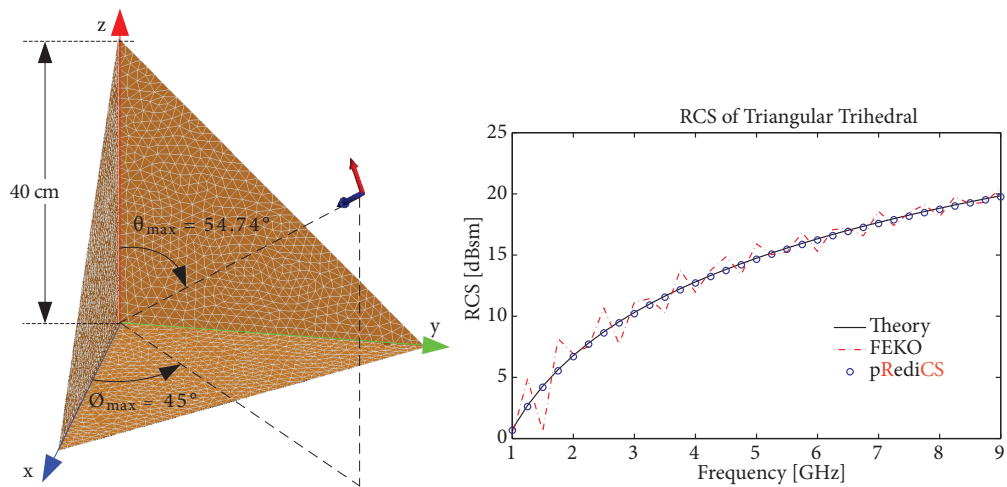 z
40 cm
θmax = 54.74°
y
Ømax = 45°
x
RCS of Triangular Trihedral
RCS [dBsm]
25
20
15
10
5
0
Theory
FEKO
pRediCS
1 2 3 4 5 6 7 8 9
Frequency [GHz]